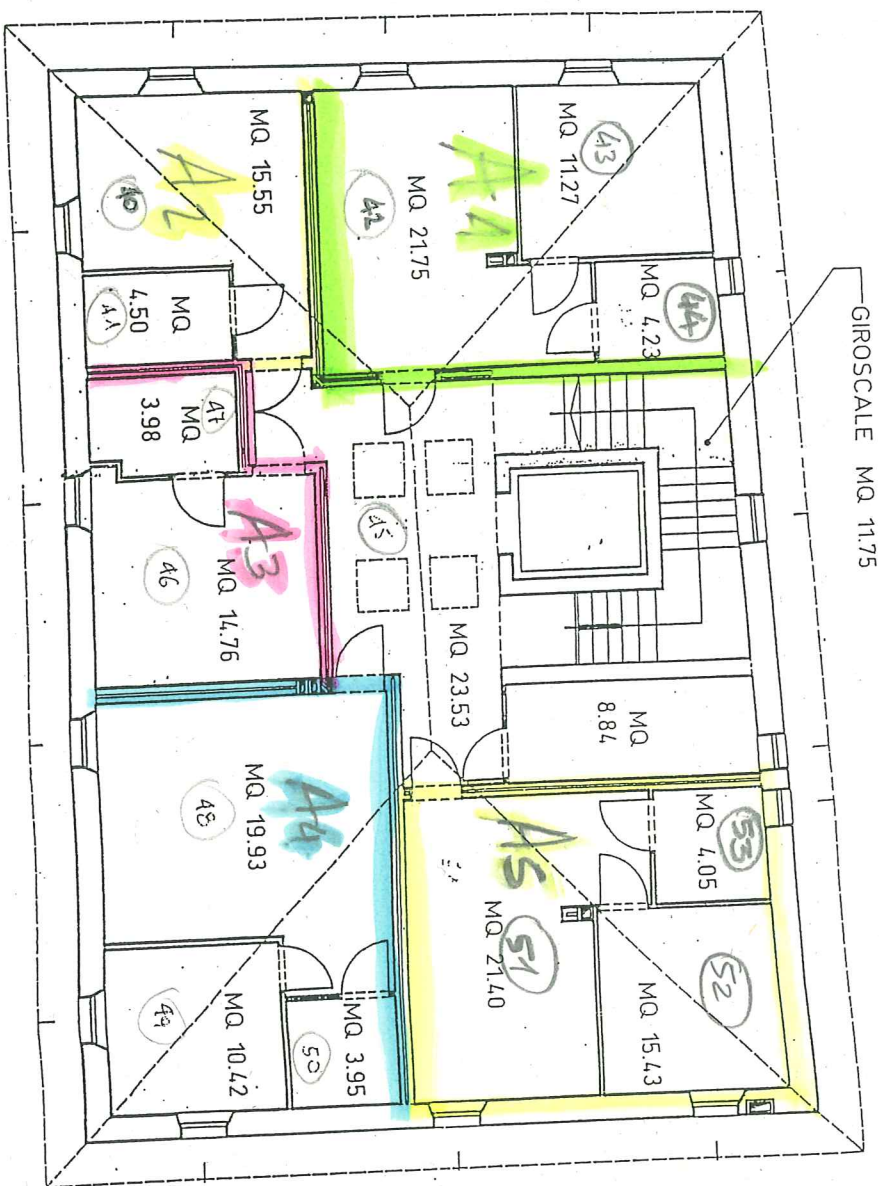 GIROSCALE MQ 11.75
43
MQ 11.27
44
MQ 4.23
A1
MQ 21.75
42
MQ 15.55
A2
40
MQ
4.50
41
47
MQ
3.98
A3
MQ 14.76
46
45
MQ 23.53
MQ
8.84
53
MQ 4.05
A5
51
MQ 21.40
52
MQ 15.43
A4
MQ 19.93
48
MQ 3.95
50
MQ 10.42
49